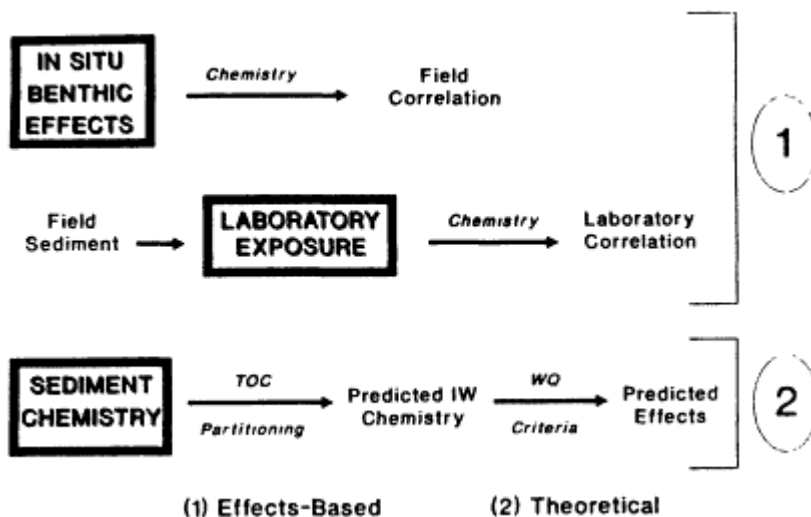 IN SITU
BENTHIC
EFFECTS
Chemistry
Field
Correlation
1
Field
Sediment
LABORATORY
EXPOSURE
Chemistry
Laboratory
Correlation
SEDIMENT
CHEMISTRY
TOC
Partitioning
Predicted IW
Chemistry
WQ
Criteria
Predicted
Effects
2
(1) Effects-Based (2) Theoretical